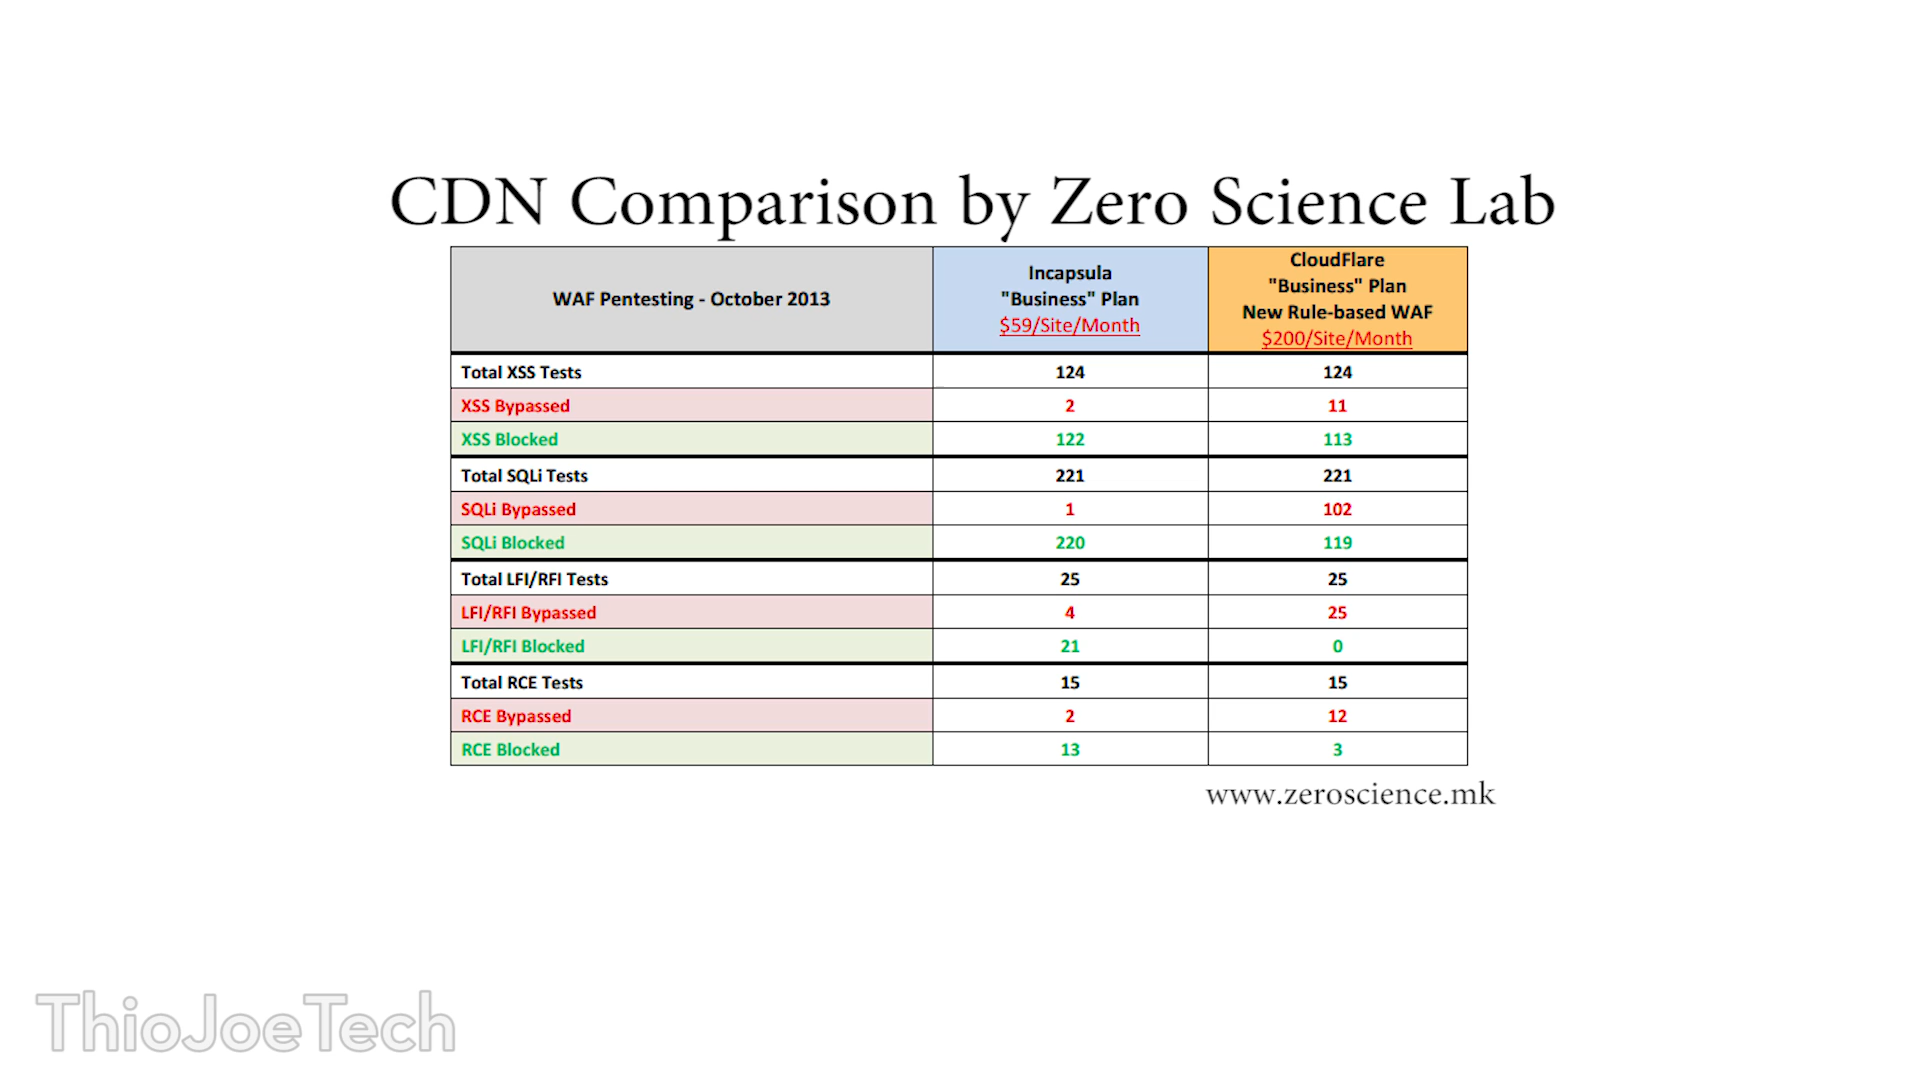 CDN Comparison by Zero Science Lab
WAF Pentesting - October 2013
Incapsula
"Business" Plan
$59/Site/Month
CloudFlare
"Business" Plan
New Rule-based WAF
$200/Site/Month
Total XSS Tests 124 124
XSS Bypassed 2 11
XSS Blocked 122 113
Total SQLi Tests 221 221
SQLi Bypassed 1 102
SQLi Blocked 220 119
Total LFI/RFI Tests 25 25
LFI/RFI Bypassed 4 25
LFI/RFI Blocked 21 0
Total RCE Tests 15 15
RCE Bypassed 2 12
RCE Blocked 13 3
www.zeroscience.mk
ThioJoeTech